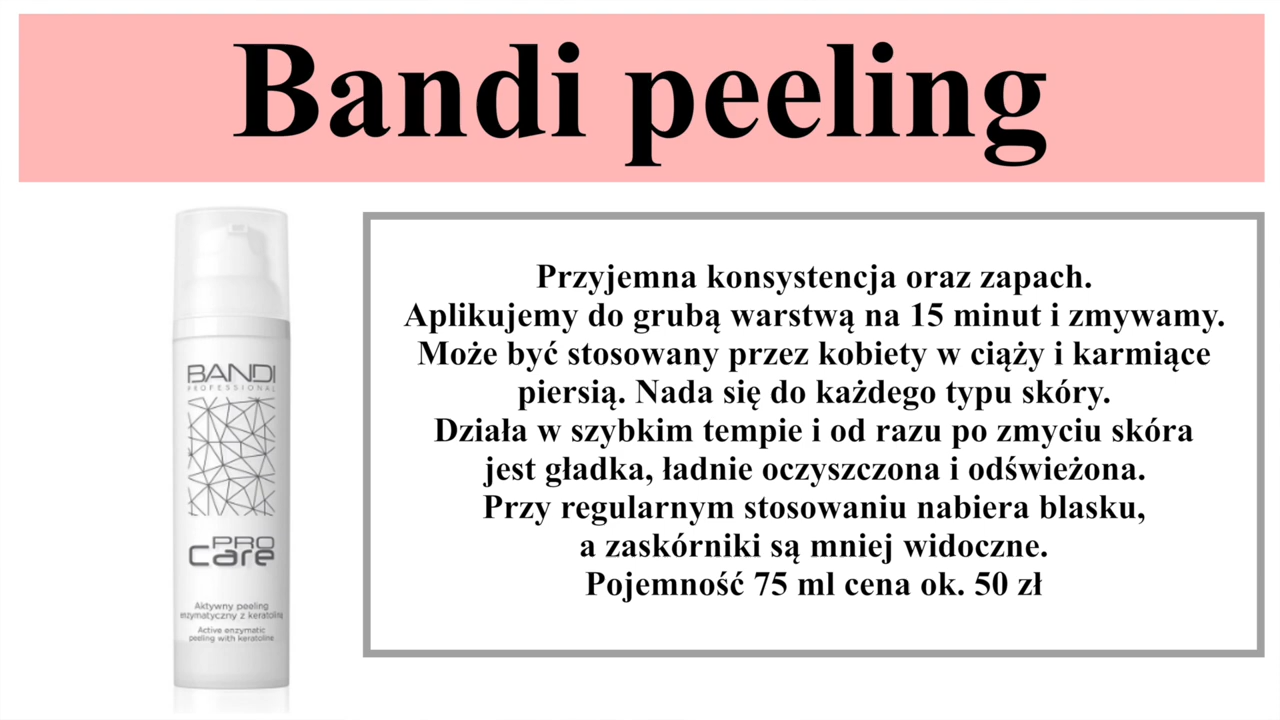 Bandi peeling
Przyjemna konsystencja oraz zapach.
Aplikujemy do grubą warstwą na 15 minut i zmywamy.
Może być stosowany przez kobiety w ciąży i karmiące
piersią. Nada się do każdego typu skóry.
Działa w szybkim tempie i od razu po zmyciu skóra
jest gładka, ładnie oczyszczona i odświeżona.
Przy regularnym stosowaniu nabiera blasku,
a zaskórniki są mniej widoczne.
Pojemność 75 ml cena ok. 50 zł
BANDI
PROFESSIONAL
PRO
Care
Aktywny peeling
enzymatyczny z keratoliną
Active enzymatic
peeling with keratoline